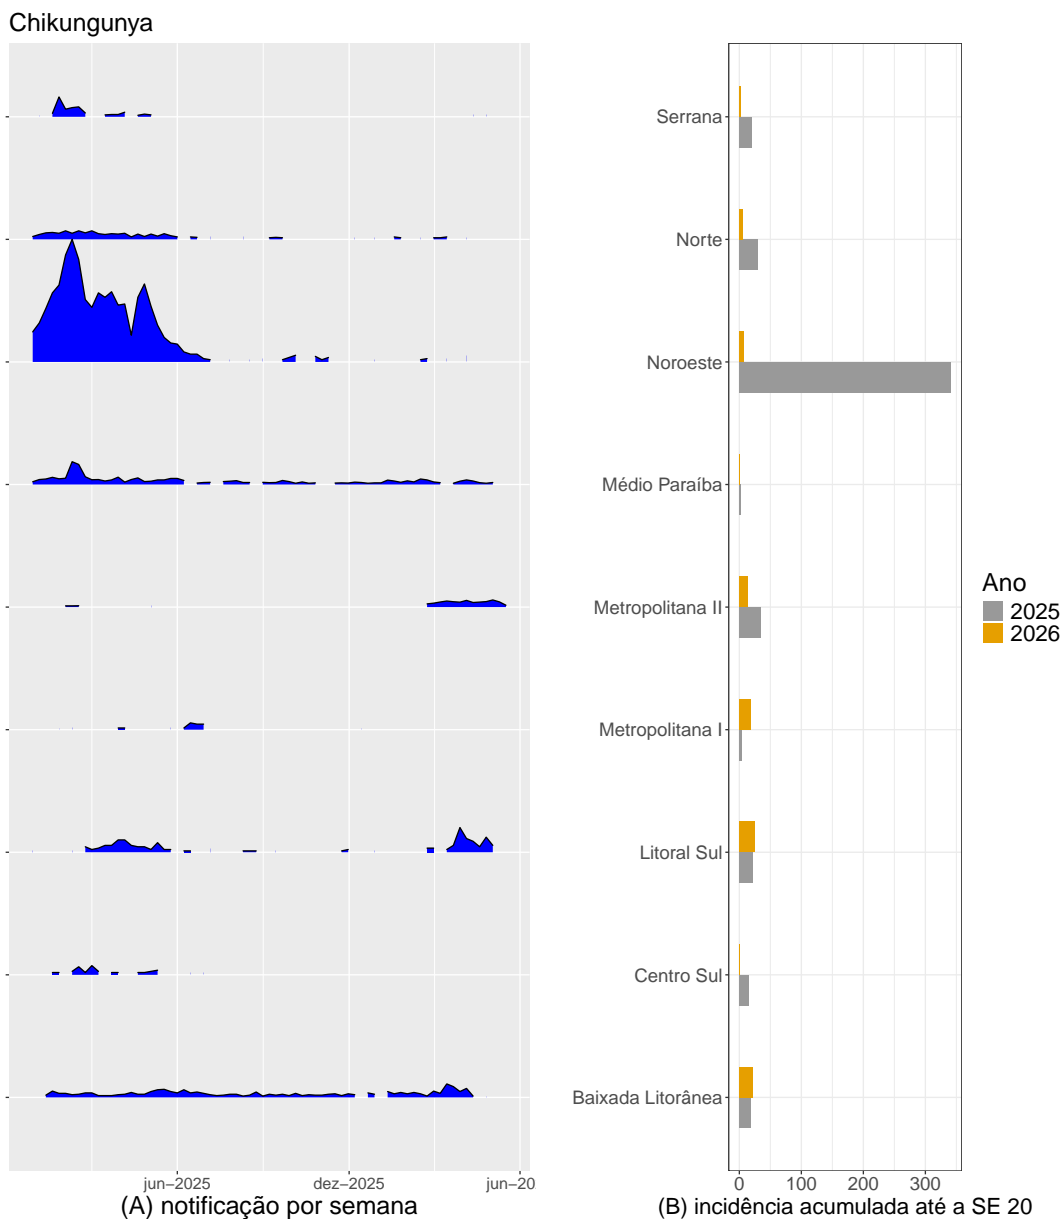 Chikungunya
Serrana
Norte
Noroeste
Médio Paraíba
Metropolitana II
Metropolitana I
Litoral Sul
Centro Sul
Baixada Litorânea
Ano
2025
2026
jun−2025
dez−2025
jun−20
0
100
200
300
(A) notificação por semana
(B) incidência acumulada até a SE 20